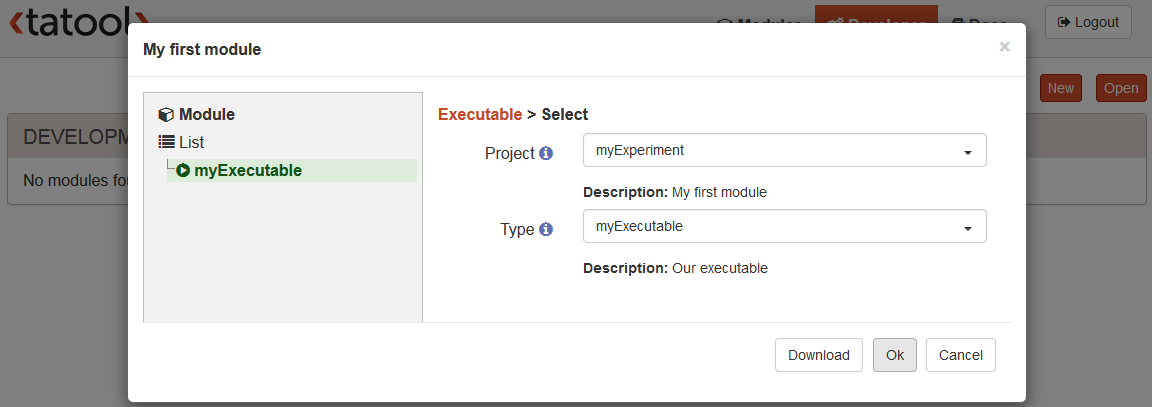 ‹tatool›
Modules
Developer
Docs
Logout
My first module
×
New
Open
Module
List
myExecutable
Executable > Select
Project
myExperiment
Description: My first module
Type
myExecutable
Description: Our executable
DEVELOPM
No modules fo
Download
Ok
Cancel